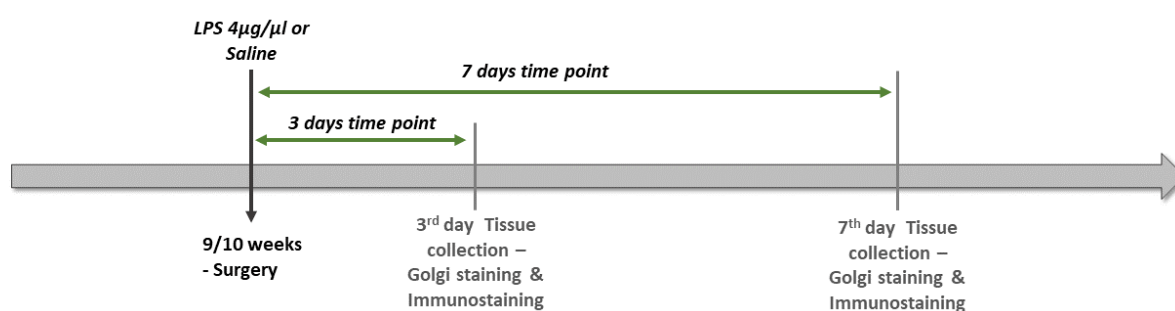 LPS 4µg/µl or
Saline
7 days time point
3 days time point
9/10 weeks
- Surgery
3rd day Tissue
collection –
Golgi staining &
Immunostaining
7th day Tissue
collection –
Golgi staining &
Immunostaining